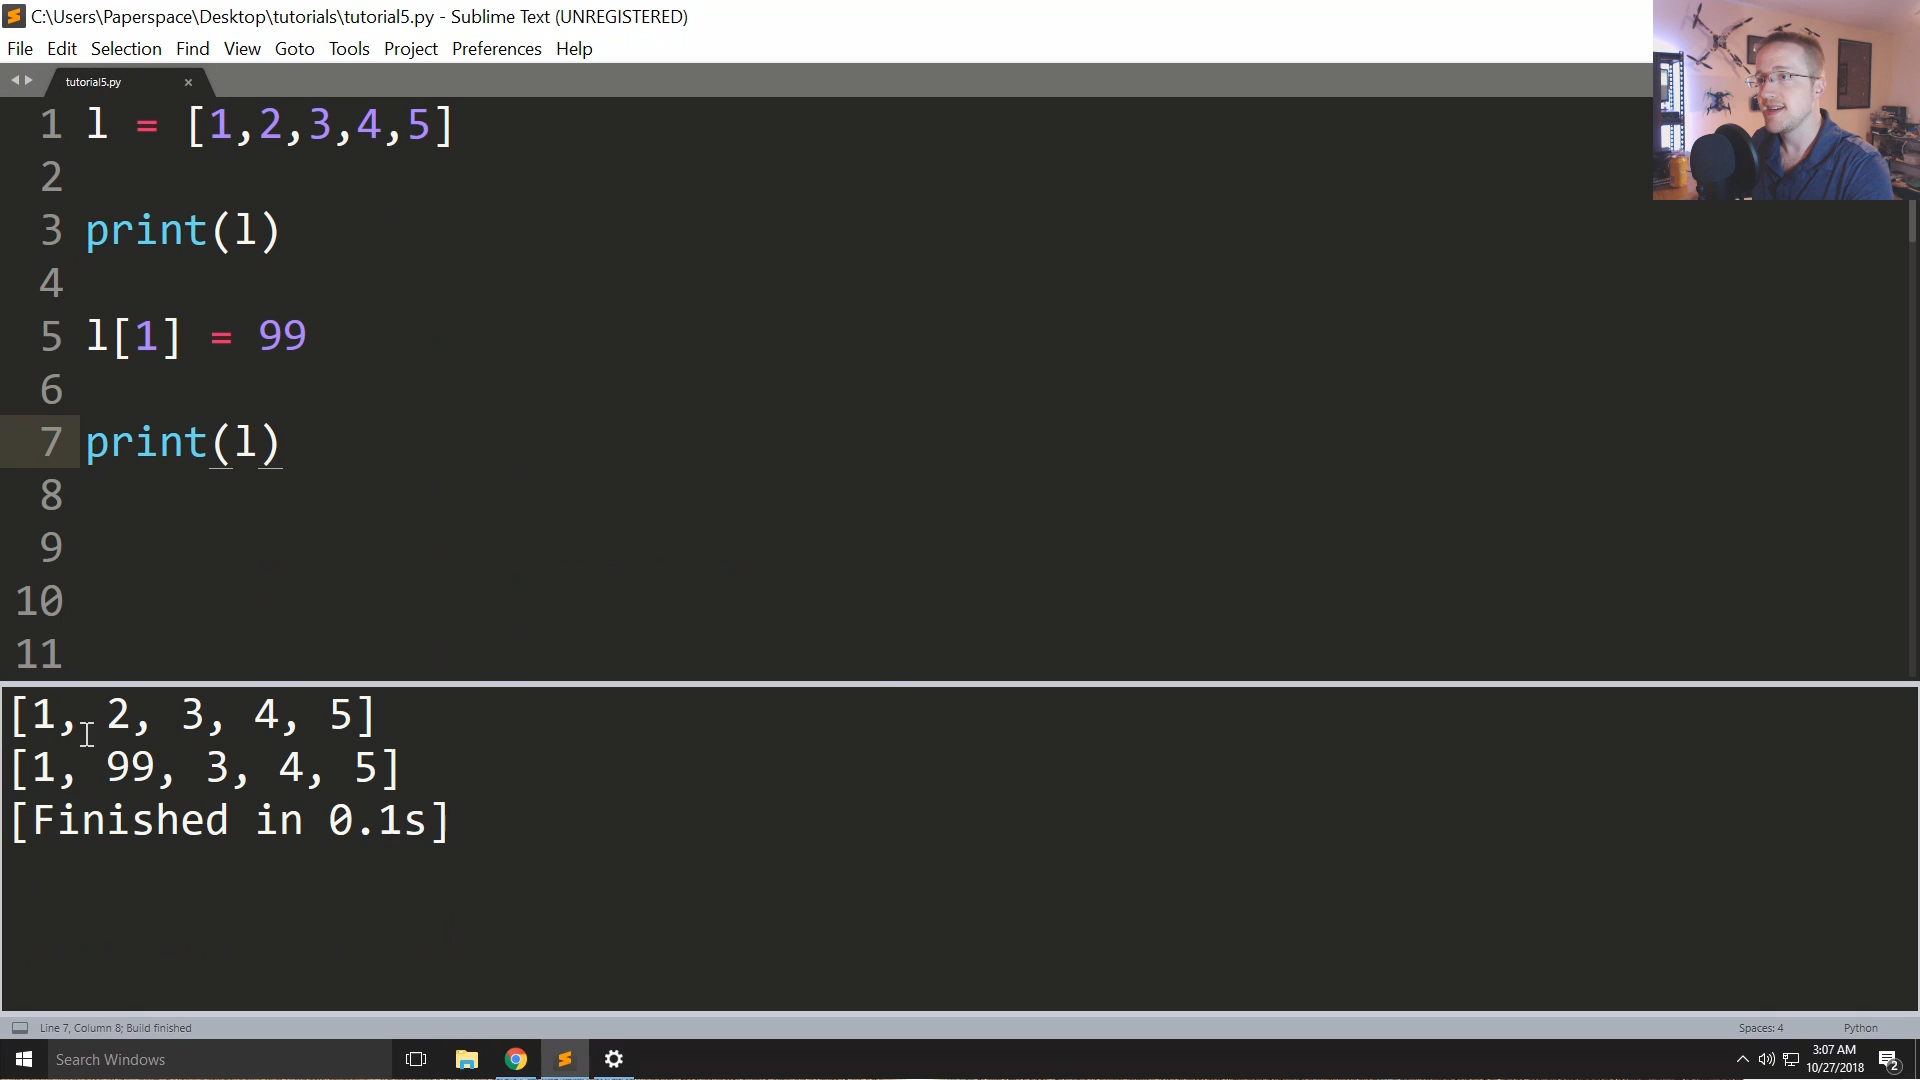 C:\Users\Paperspace\Desktop\tutorials\tutorial5.py - Sublime Text (UNREGISTERED)
File Edit Selection Find View Goto Tools Project Preferences Help
tutorial5.py
1 l = [1,2,3,4,5]
2
3 print(l)
4
5 l[1] = 99
6
7 print(l)
8
9
10
11
[1, 2, 3, 4, 5]
[1, 99, 3, 4, 5]
[Finished in 0.1s]
Line 7, Column 8; Build finished Spaces: 4 Python
Search Windows
3:07 AM
10/27/2018
2